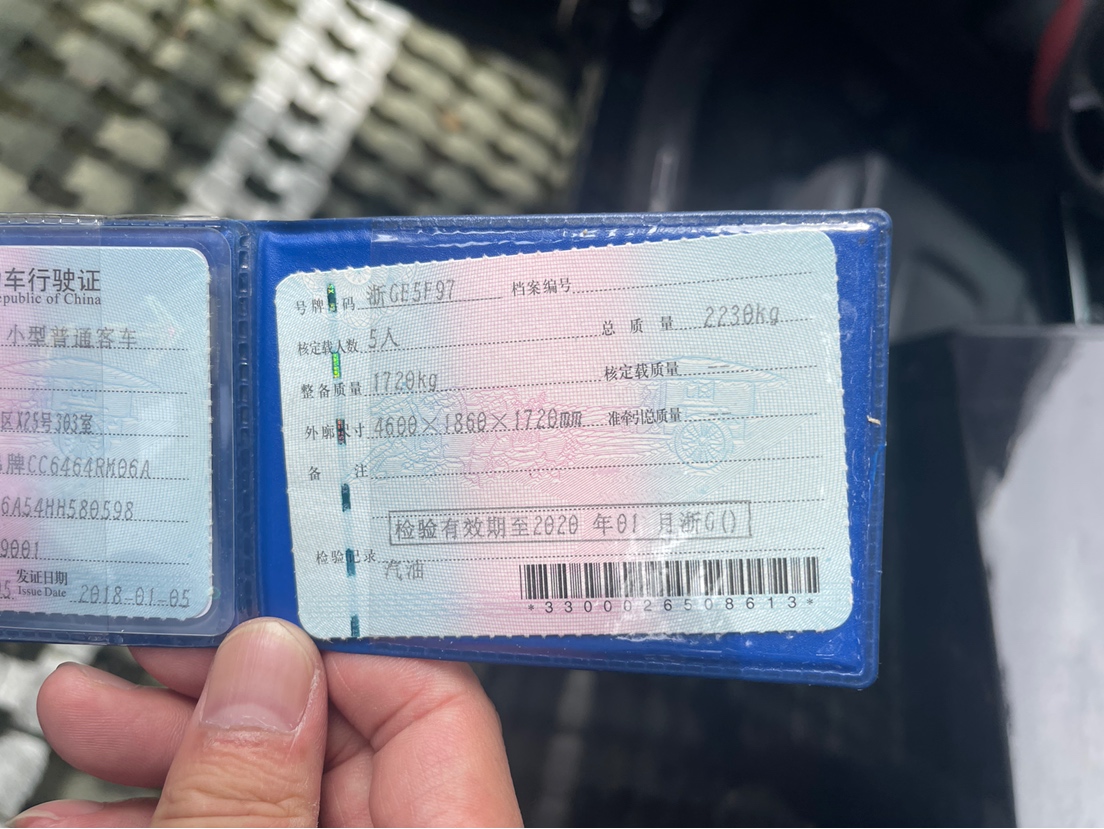 车行驶证
epublic of China
小型普通客车
区X25号303室
牌CC6464RM06A
6A54HH580598
9001
05 发证日期 Issue Date 2018-01-05
号牌号码 浙GE5F97 档案编号
核定载人数 5人 总质量 2230kg
整备质量 1720kg 核定载质量 --
外廓尺寸 4600×1860×1720mm 准牵引总质量 --
备注
检验有效期至2020年01月浙G()
检验记录
汽油
*3300026508613*